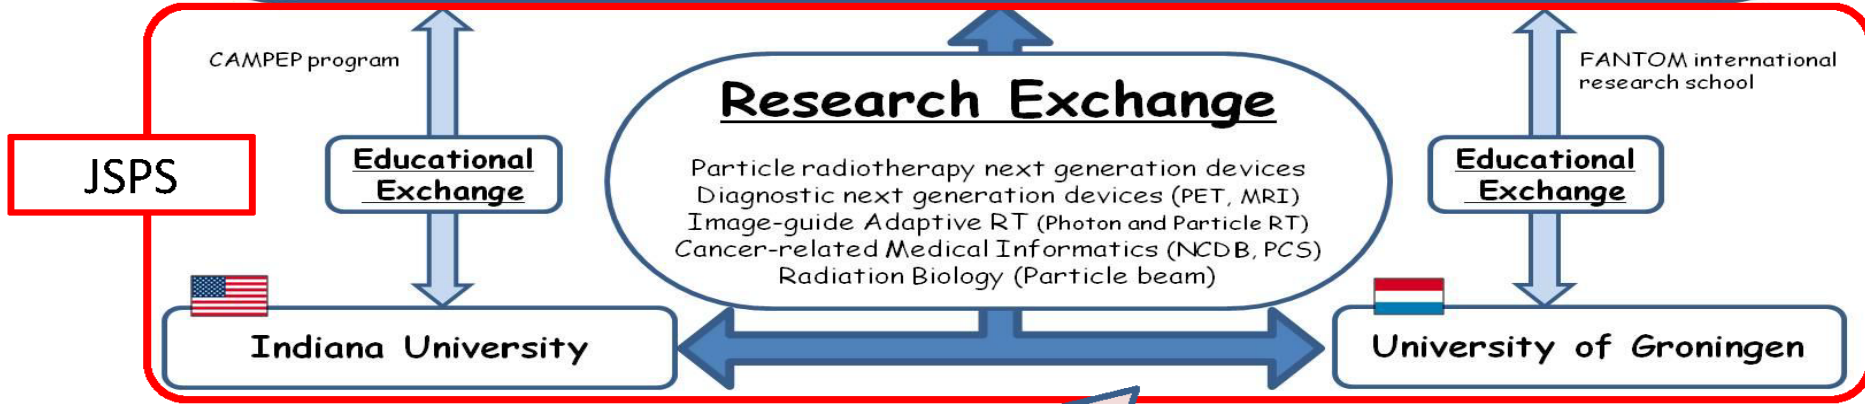 CAMPEP program
FANTOM international
research school
JSPS
Educational
Exchange
Research Exchange
Particle radiotherapy next generation devices
Diagnostic next generation devices (PET, MRI)
Image-guide Adaptive RT (Photon and Particle RT)
Cancer-related Medical Informatics (NCDB, PCS)
Radiation Biology (Particle beam)
Educational
Exchange
Indiana University
University of Groningen